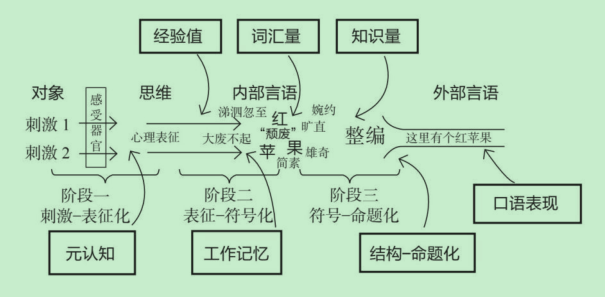 经验值
词汇量
知识量
对象
思维
内部言语
外部言语
感受器官
刺激 1
刺激 2
心理表征
涕泗忽至
大废不起
红
“颓废”
苹 果
婉约
旷直
雄奇
简素
整编
这里有个红苹果
阶段一
刺激-表征化
阶段二
表征-符号化
阶段三
符号-命题化
口语表现
元认知
工作记忆
结构-命题化